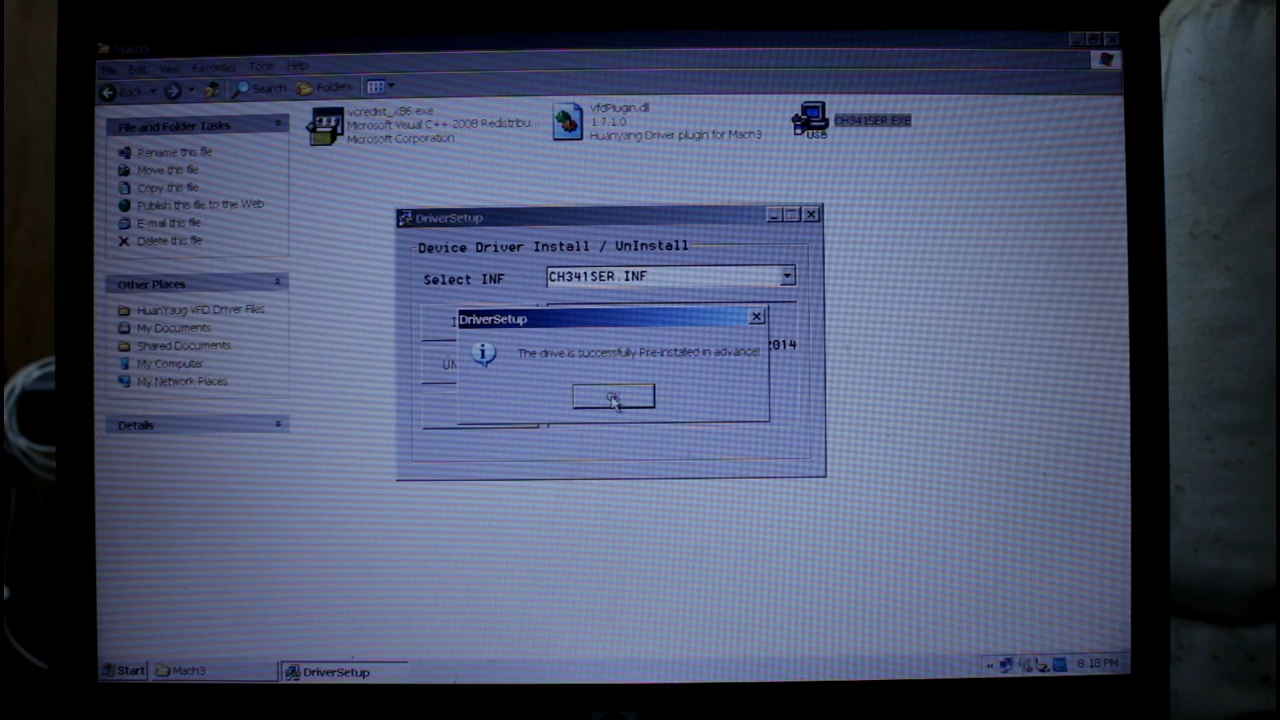 Mach3
File Edit View Favorites Tools Help
Back Search Folders
File and Folder Tasks
Rename this file
Move this file
Copy this file
Publish this file to the Web
E-mail this file
Delete this file
Other Places
HuanYaug VFD Driver Files
My Documents
Shared Documents
My Computer
My Network Places
Details
vcredist_x86.exe
Microsoft Visual C++ 2008 Redistribu...
Microsoft Corporation
vfdPlugin.dll
1.7.1.0
Huanyang Driver plugin for Mach3
USB
CH341SER.EXE
DriverSetup
Device Driver Install / UnInstall
Select INF
CH341SER.INF
UN
2014
DriverSetup
The drive is successfully Pre-installed in advance!
OK
Start
Mach3
DriverSetup
8:18 PM